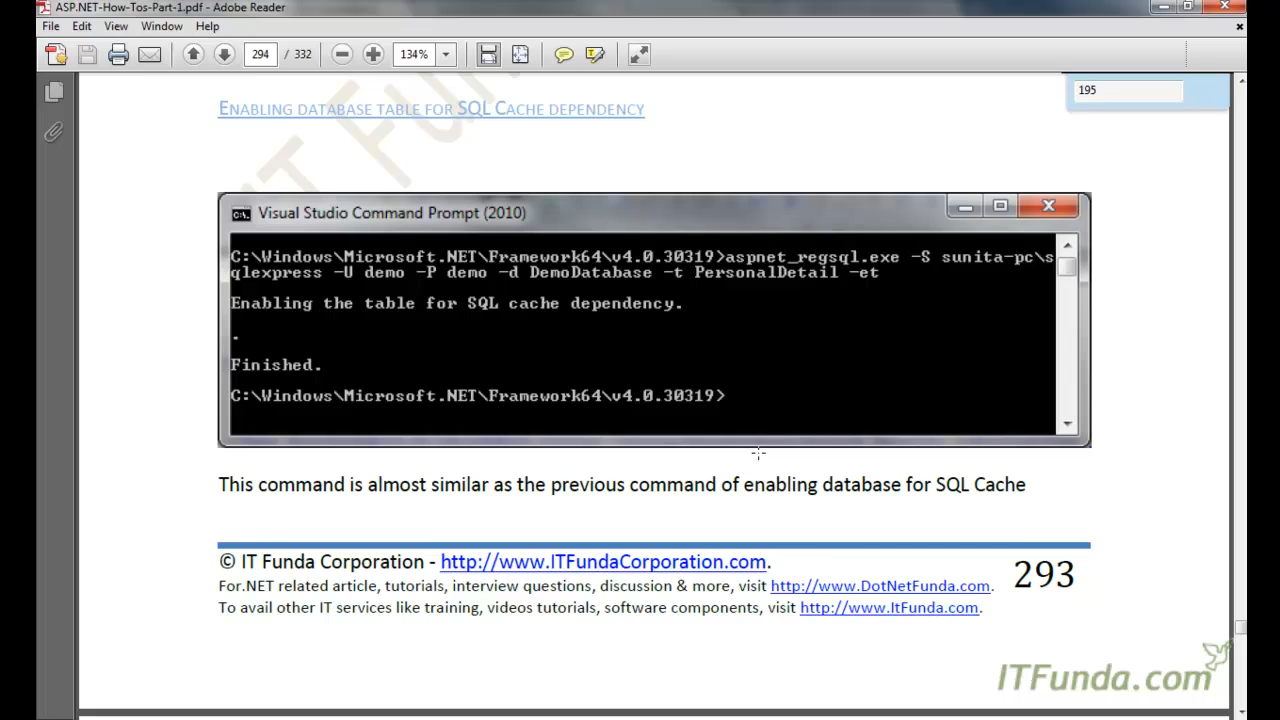 ASP.NET-How-Tos-Part-1.pdf - Adobe Reader
File Edit View Window Help
294 / 332 134%
195
ENABLING DATABASE TABLE FOR SQL CACHE DEPENDENCY
IT Fun
Visual Studio Command Prompt (2010)
C:\Windows\Microsoft.NET\Framework64\v4.0.30319>aspnet_regsql.exe -S sunita-pc\s
qlexpress -U demo -P demo -d DemoDatabase -t PersonalDetail -et
Enabling the table for SQL cache dependency.
.
Finished.
C:\Windows\Microsoft.NET\Framework64\v4.0.30319>
This command is almost similar as the previous command of enabling database for SQL Cache
© IT Funda Corporation - http://www.ITFundaCorporation.com.
For.NET related article, tutorials, interview questions, discussion & more, visit http://www.DotNetFunda.com.
To avail other IT services like training, videos tutorials, software components, visit http://www.ItFunda.com.
293
ITFunda.com